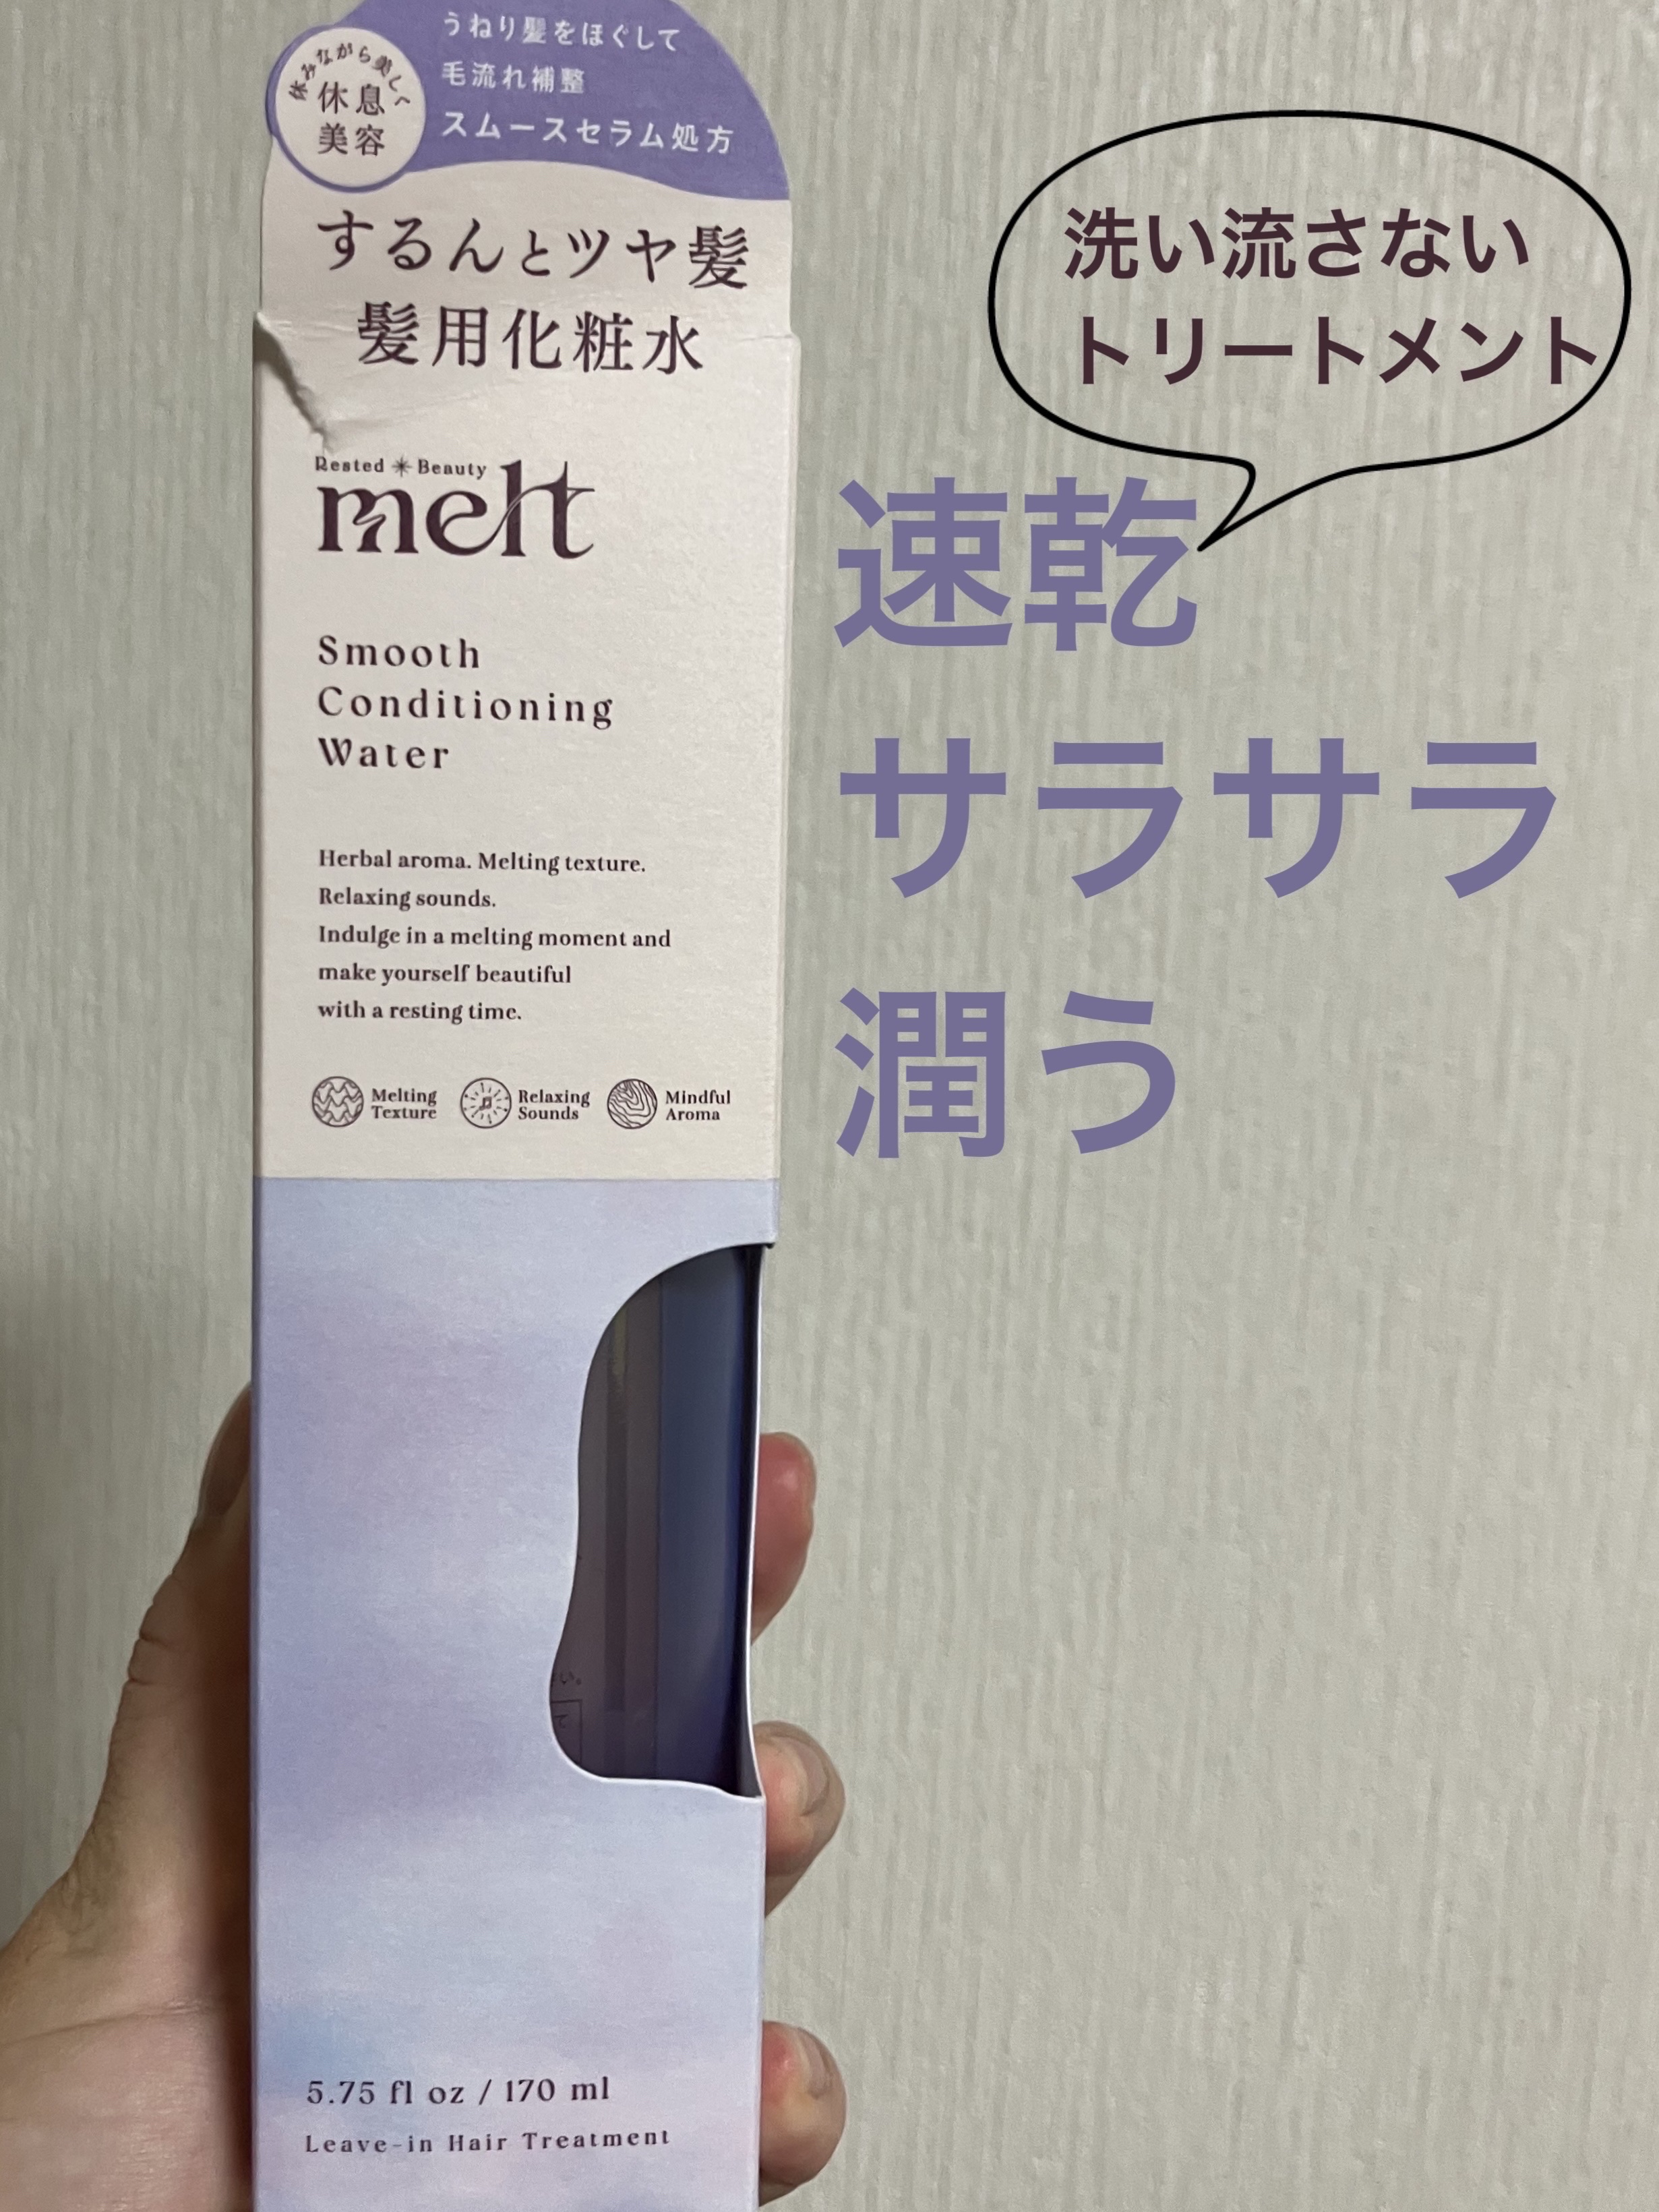 うねり髪をほぐして
毛流れ補整
スムースセラム処方
休みながら美しく
休息
美容
するんとツヤ髪
髪用化粧水
Rested Beauty
melt
Smooth
Conditioning
Water
Herbal aroma. Melting texture.
Relaxing sounds.
Indulge in a melting moment and
make yourself beautiful
with a resting time.
Melting
Texture
Relaxing
Sounds
Mindful
Aroma
5.75 fl oz / 170 ml
Leave-in Hair Treatment
洗い流さない
トリートメント
速乾
サラサラ
潤う